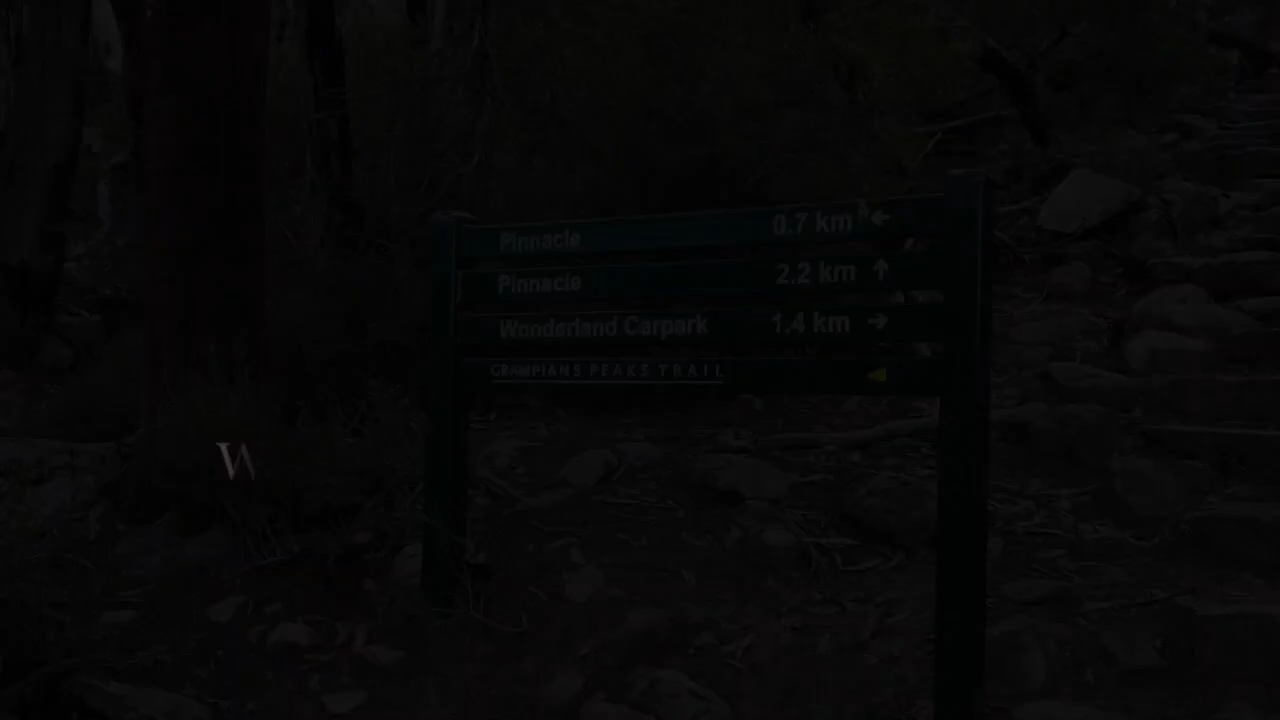 Pinnacle 0.7 km ←
Pinnacle 2.2 km ↑
Wonderland Carpark 1.4 km →
GRAMPIANS PEAKS TRAIL
W